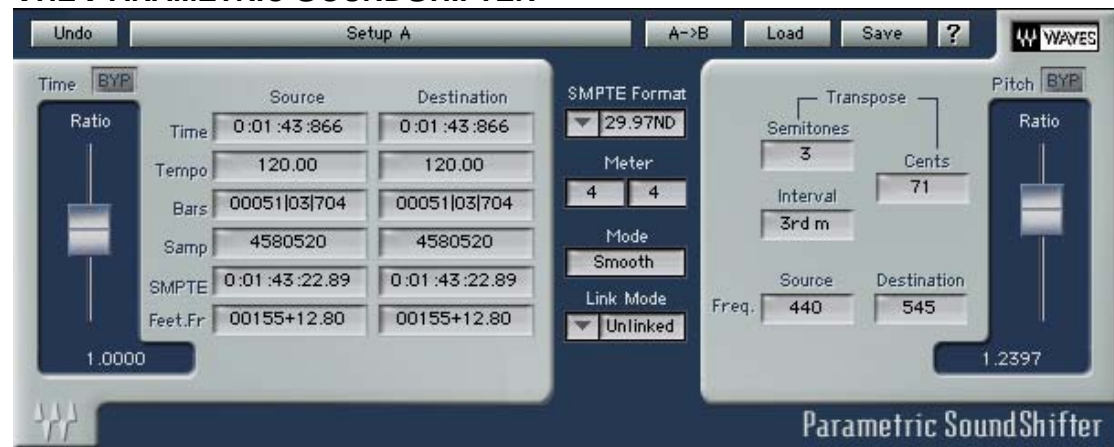 Undo Setup A A->B Load Save ? WAVES
Time BYP
Ratio
1.0000
Source Destination
Time 0:01:43:866 0:01:43:866
Tempo 120.00 120.00
Bars 00051|03|704 00051|03|704
Samp 4580520 4580520
SMPTE 0:01:43:22.89 0:01:43:22.89
Feet.Fr 00155+12.80 00155+12.80
SMPTE Format
29.97ND
Meter
4 4
Mode
Smooth
Link Mode
Unlinked
Transpose
Semitones
3
Cents
71
Interval
3rd m
Source Destination
Freq. 440 545
Pitch BYP
Ratio
1.2397
Parametric SoundShifter